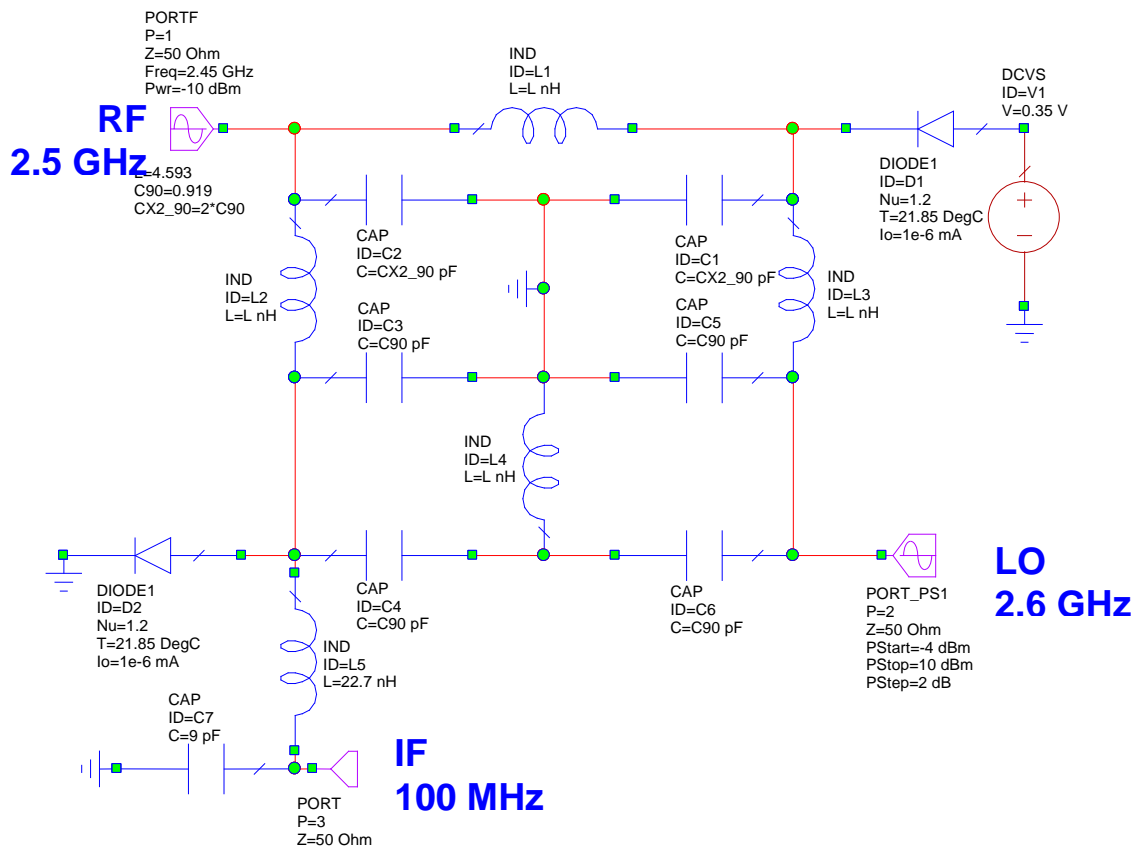 PORTF
P=1
Z=50 Ohm
Freq=2.45 GHz
Pwr=-10 dBm
RF
2.5 GHz
L=4.593
C90=0.919
CX2_90=2*C90
IND
ID=L1
L=L nH
DCVS
ID=V1
V=0.35 V
DIODE1
ID=D1
Nu=1.2
T=21.85 DegC
Io=1e-6 mA
+
−
CAP
ID=C2
C=CX2_90 pF
CAP
ID=C1
C=CX2_90 pF
IND
ID=L2
L=L nH
IND
ID=L3
L=L nH
CAP
ID=C3
C=C90 pF
CAP
ID=C5
C=C90 pF
IND
ID=L4
L=L nH
DIODE1
ID=D2
Nu=1.2
T=21.85 DegC
Io=1e-6 mA
CAP
ID=C4
C=C90 pF
CAP
ID=C6
C=C90 pF
LO
2.6 GHz
PORT_PS1
P=2
Z=50 Ohm
PStart=-4 dBm
PStop=10 dBm
PStep=2 dB
IND
ID=L5
L=22.7 nH
CAP
ID=C7
C=9 pF
IF
100 MHz
PORT
P=3
Z=50 Ohm